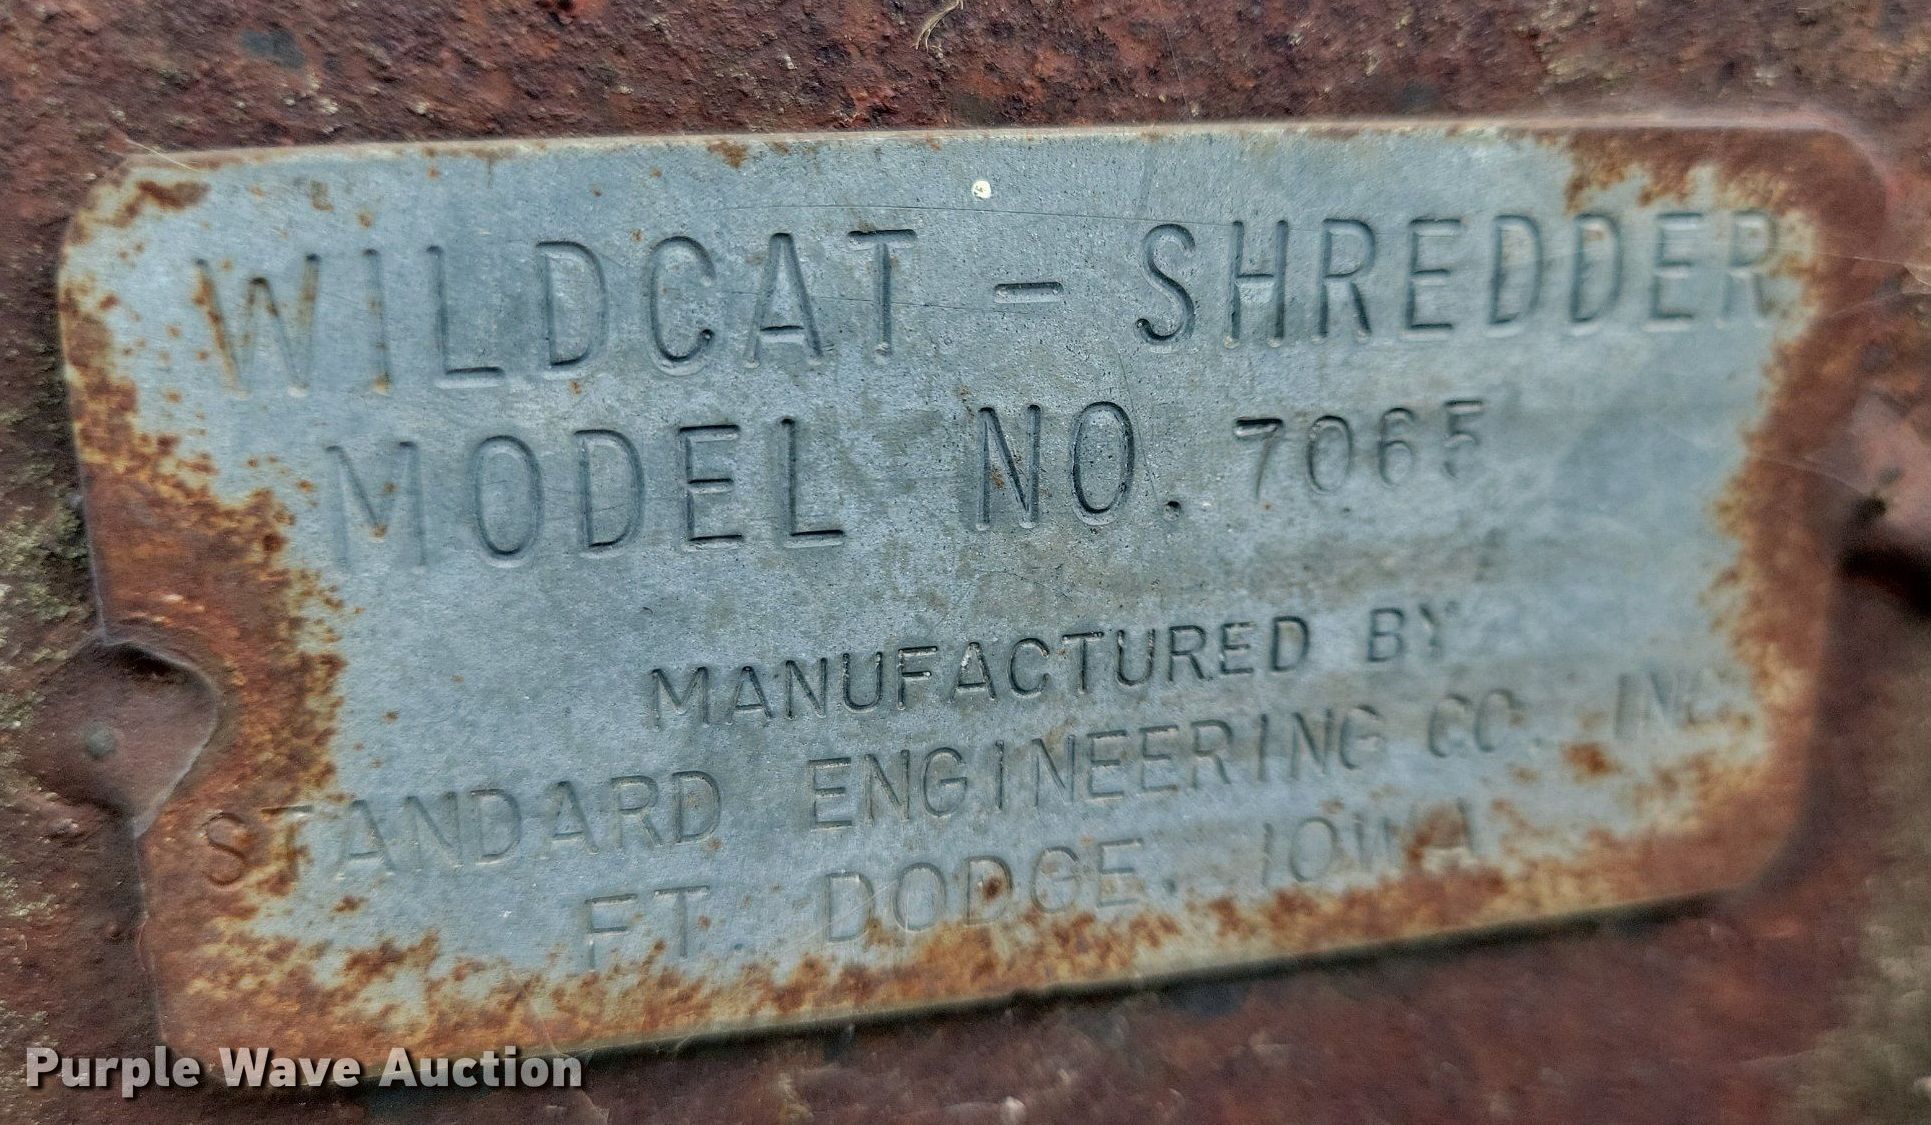 WILDCAT - SHREDDER
MODEL NO. 7065
MANUFACTURED BY
STANDARD ENGINEERING CO. INC
FT. DODGE, IOWA
Purple Wave Auction